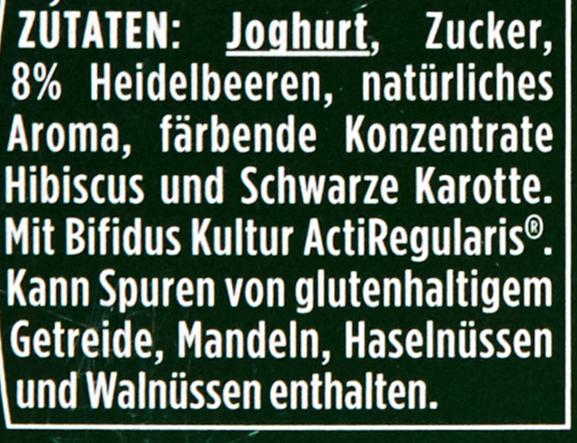 ZUTATEN: Joghurt, Zucker,
8% Heidelbeeren, natürliches
Aroma, färbende Konzentrate
Hibiscus und Schwarze Karotte.
Mit Bifidus Kultur ActiRegularis®.
Kann Spuren von glutenhaltigem
Getreide, Mandeln, Haselnüssen
und Walnüssen enthalten.